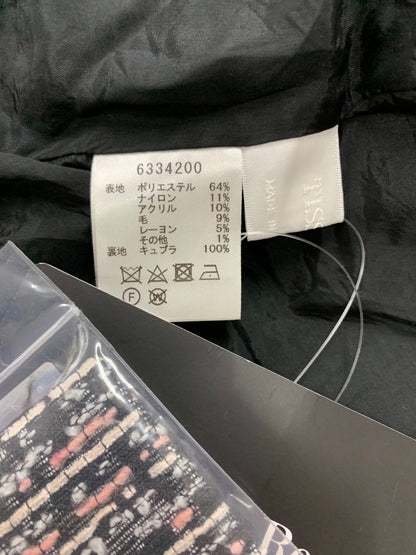 6334200
表地 ポリエステル 64%
ナイロン 11%
アクリル 10%
毛 9%
レーヨン 5%
その他 1%
裏地 キュプラ 100%
F W
MADE IN